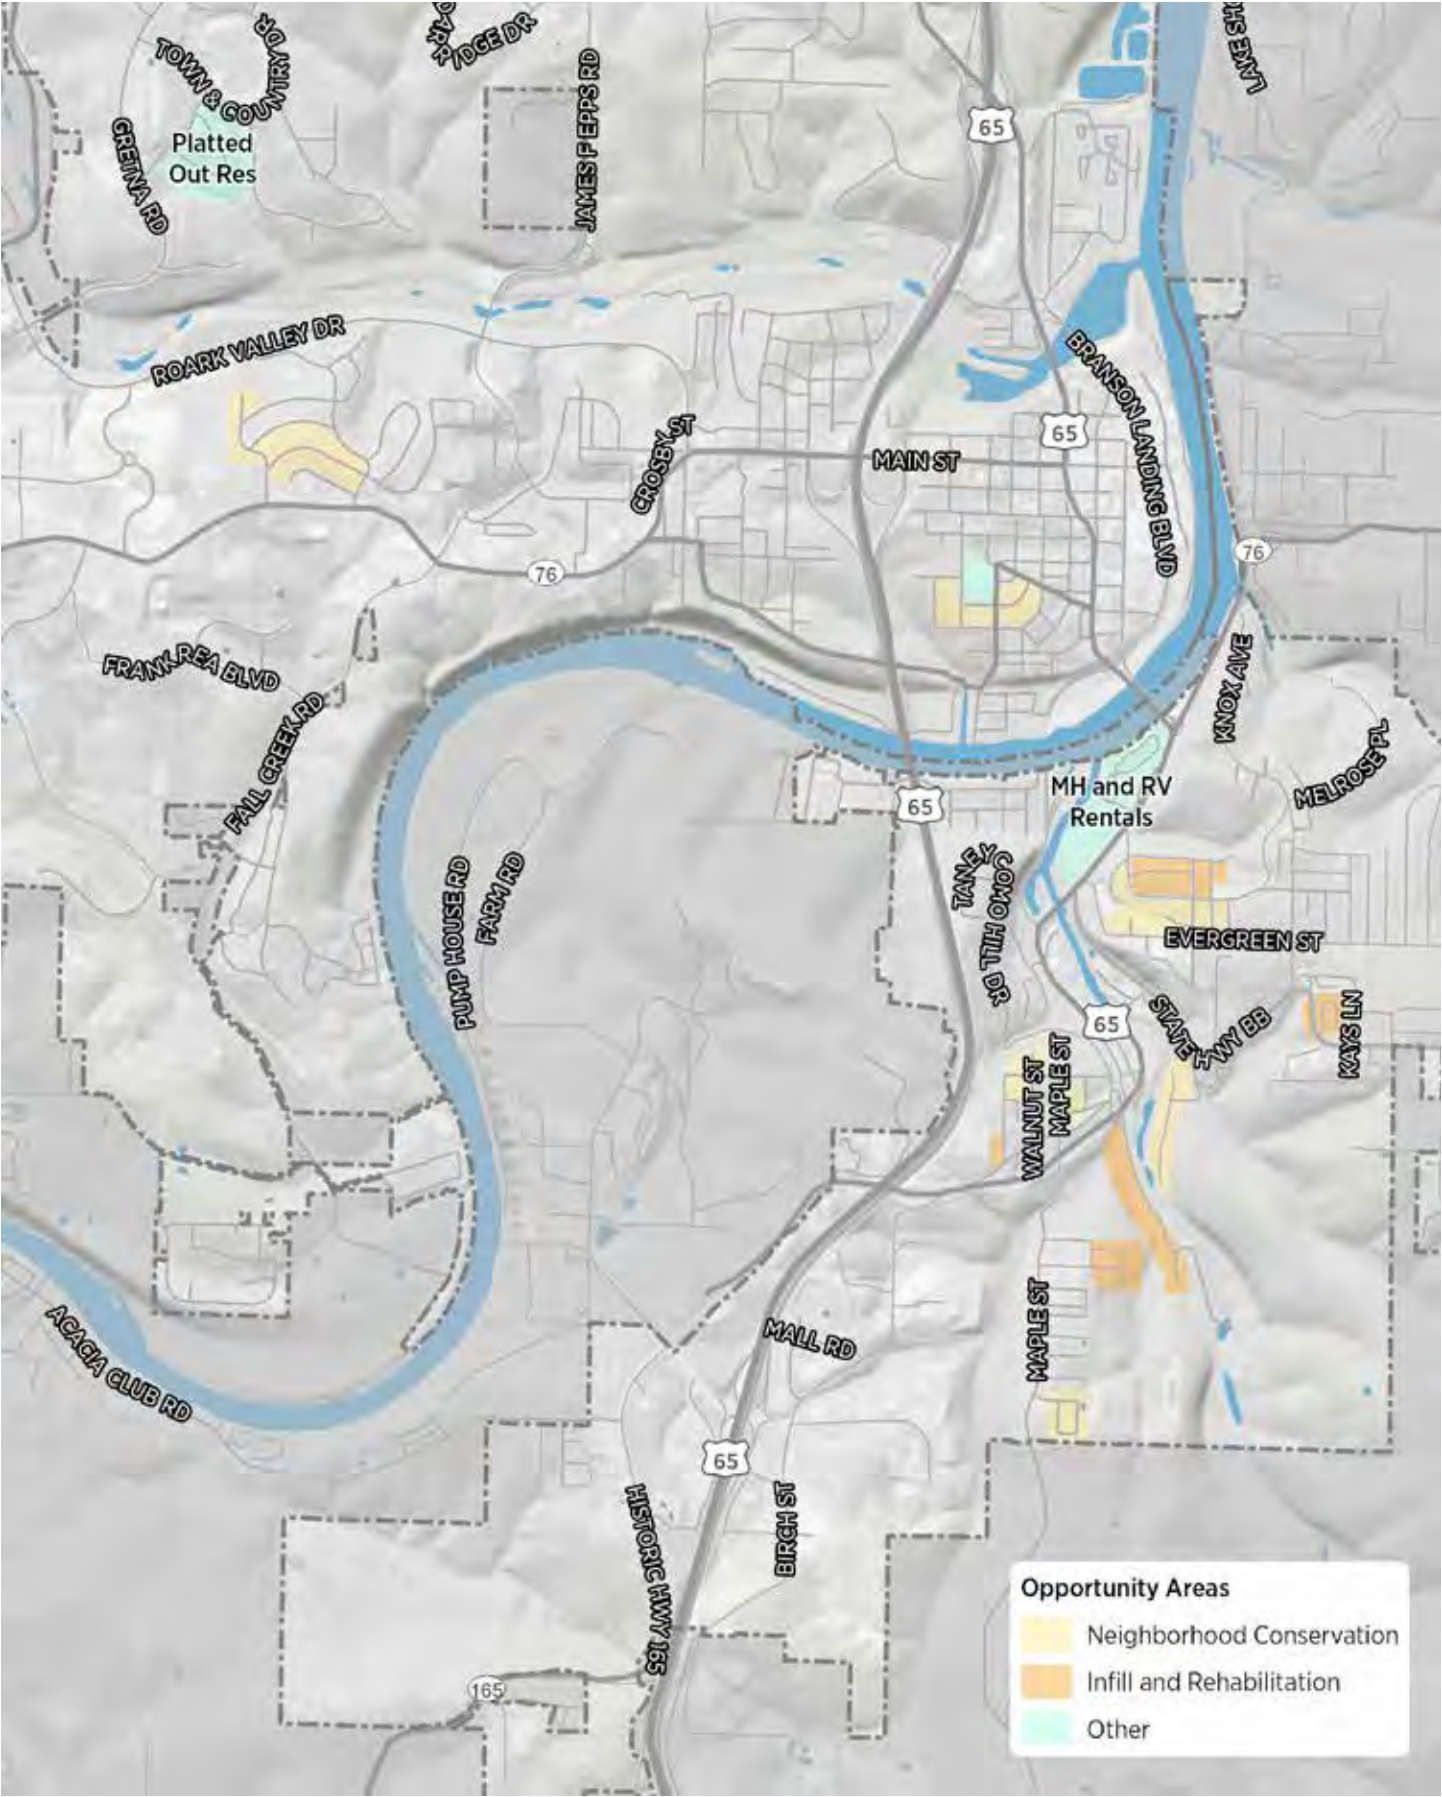 TOWN & COUNTRY DR
RIDGE DR
JAMES F EPPS RD
65
GRETNA RD
Platted
Out Res
ROARK VALLEY DR
BRANSON LANDING BLVD
65
CROSBY ST
MAIN ST
76
76
FRANK REA BLVD
FALL CREEK RD
KNOX AVE
MELROSE PL
MH and RV
Rentals
65
PUMP HOUSE RD
FARM RD
TANEYCOMO HILL DR
EVERGREEN ST
65
STATE HWY BB
KAYS LN
WALNUT ST
MAPLE ST
ACACIA CLUB RD
MALL RD
MAPLE ST
65
HISTORIC HWY 165
BIRCH ST
165
Opportunity Areas
Neighborhood Conservation
Infill and Rehabilitation
Other